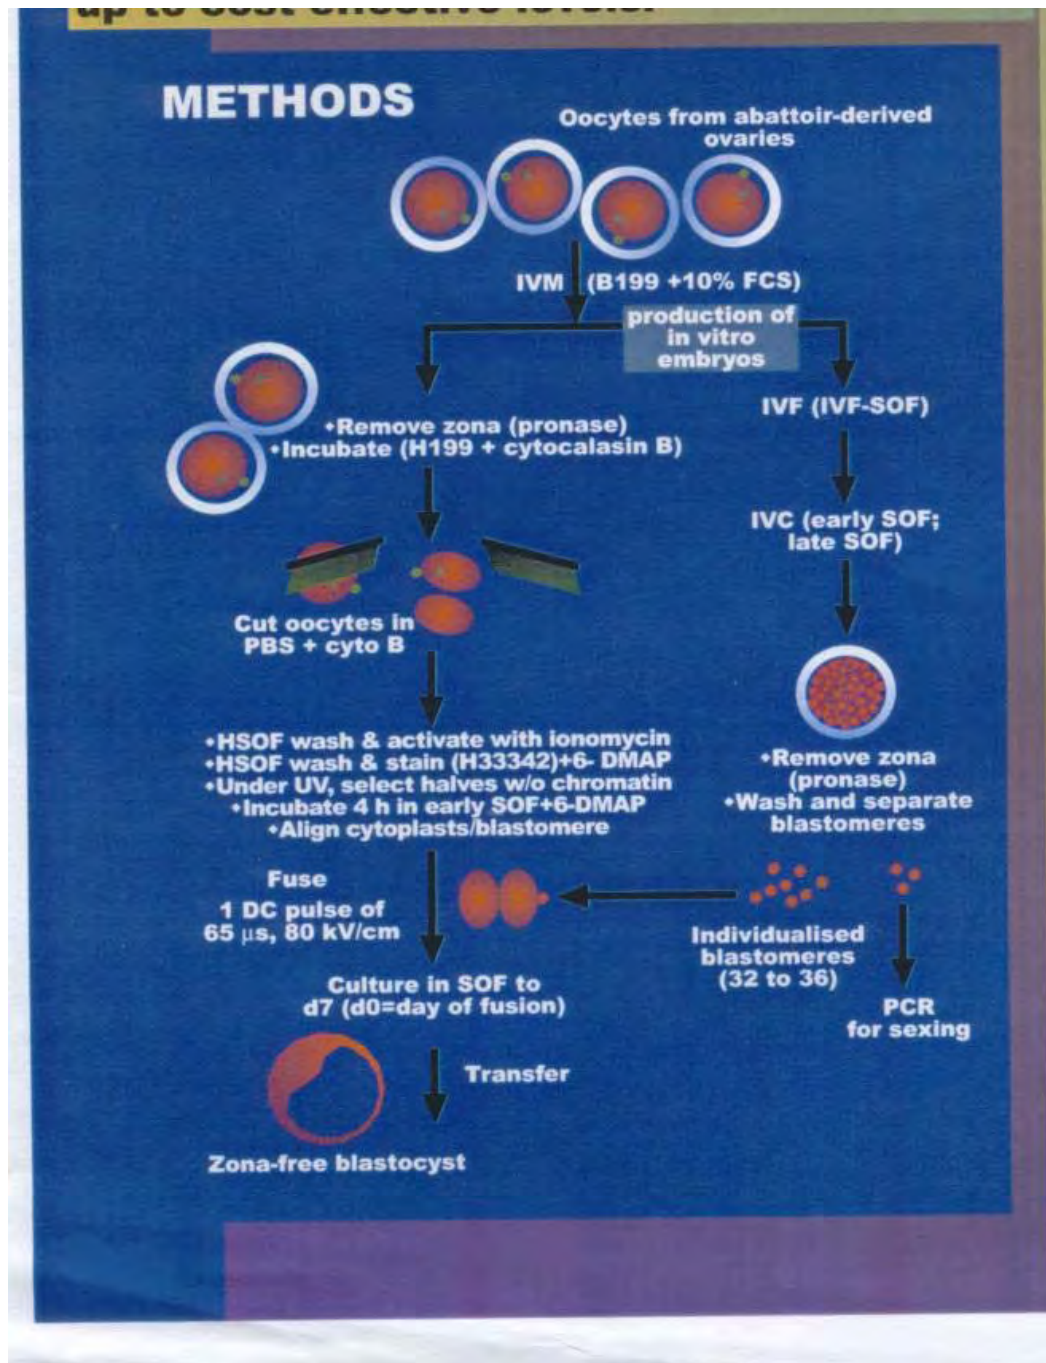 up to cost effective levels.
METHODS
Oocytes from abattoir-derived
ovaries
IVM (B199 +10% FCS)
production of
in vitro
embryos
IVF (IVF-SOF)
•Remove zona (pronase)
•Incubate (H199 + cytocalasin B)
IVC (early SOF;
late SOF)
Cut oocytes in
PBS + cyto B
•HSOF wash & activate with ionomycin
•HSOF wash & stain (H33342)+6- DMAP
•Under UV, select halves w/o chromatin
•Incubate 4 h in early SOF+6-DMAP
•Align cytoplasts/blastomere
•Remove zona
(pronase)
•Wash and separate
blastomeres
Fuse
1 DC pulse of
65 μs, 80 kV/cm
Individualised
blastomeres
(32 to 36)
PCR
for sexing
Culture in SOF to
d7 (d0=day of fusion)
Transfer
Zona-free blastocyst